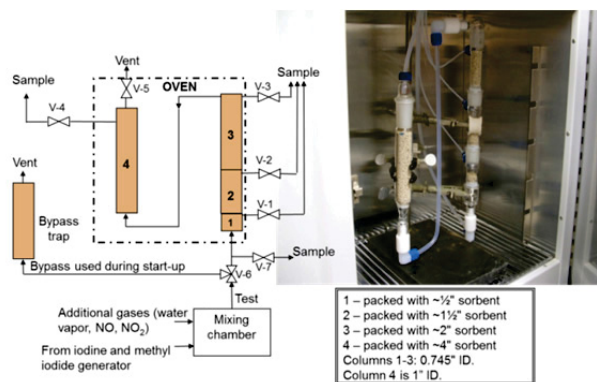 Vent
Sample
V-5
OVEN
Sample
V-3
V-4
3
4
V-2
Vent
2
V-1
1
Bypass
trap
Sample
V-7
Bypass used during start-up
V-6
Test
Additional gases (water
vapor, NO, NO₂)
Mixing
chamber
From iodine and methyl
iodide generator
1 – packed with ~½" sorbent
2 – packed with ~1½" sorbent
3 – packed with ~2" sorbent
4 – packed with ~4" sorbent
Columns 1-3: 0.745" ID.
Column 4 is 1" ID.